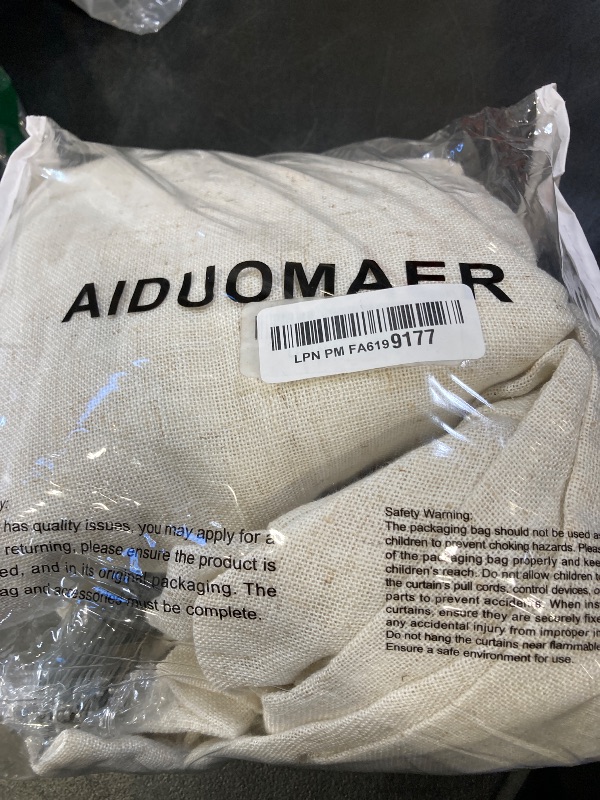 AIDUOMAER
LPN PM FA6199177
y:
has quality issues, you may apply for a
returning, please ensure the product is
ed, and in its original packaging. The
ag and accessories must be complete.
Safety Warning:
The packaging bag should not be used as
children to prevent choking hazards. Pleas
of the packaging bag properly and kee
children's reach. Do not allow children to
the curtain's pull cords, control devices, o
parts to prevent accidents. When inst
curtains, ensure they are securely fixe
any accidental injury from improper in
Do not hang the curtains near flammable
Ensure a safe environment for use.